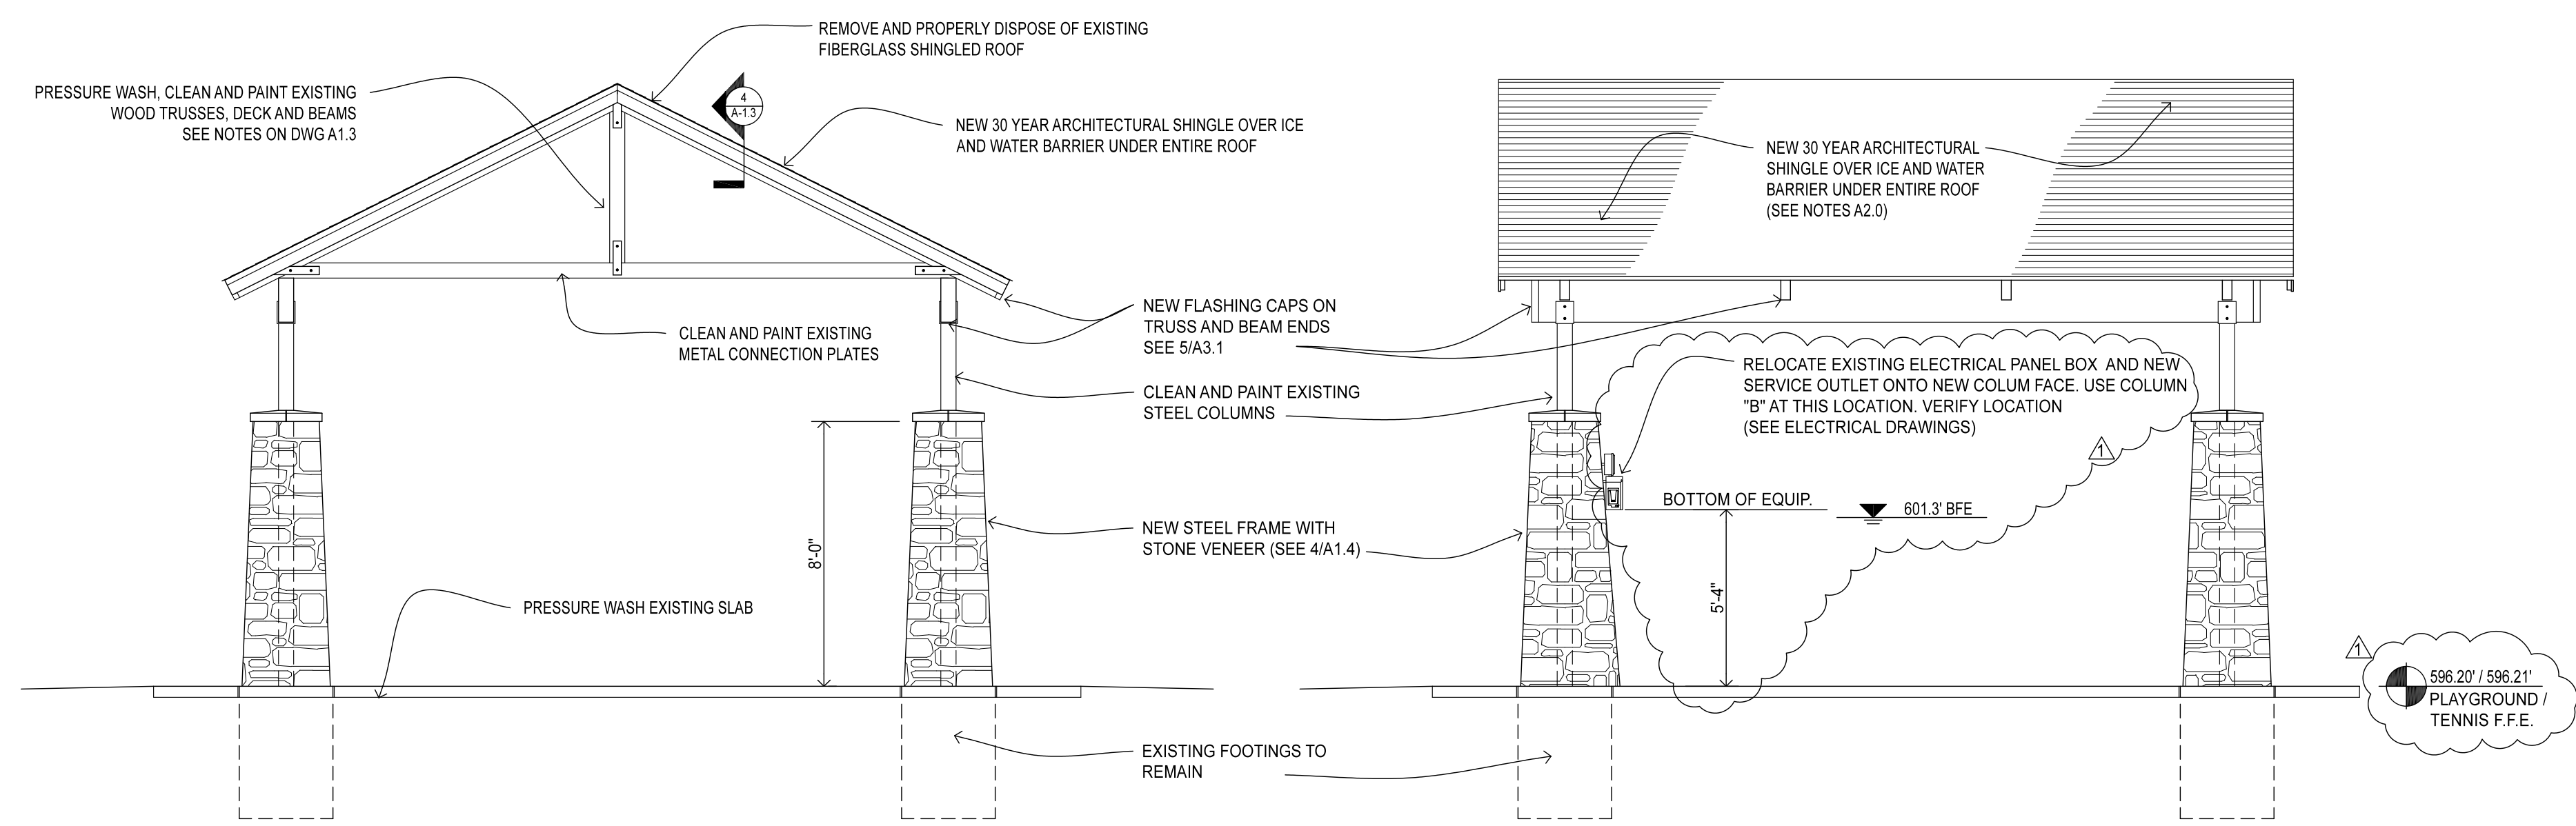 REMOVE AND PROPERLY DISPOSE OF EXISTING
FIBERGLASS SHINGLED ROOF
PRESSURE WASH, CLEAN AND PAINT EXISTING
WOOD TRUSSES, DECK AND BEAMS
SEE NOTES ON DWG A1.3
4
A-1.3
NEW 30 YEAR ARCHITECTURAL SHINGLE OVER ICE
AND WATER BARRIER UNDER ENTIRE ROOF
NEW 30 YEAR ARCHITECTURAL
SHINGLE OVER ICE AND WATER
BARRIER UNDER ENTIRE ROOF
(SEE NOTES A2.0)
CLEAN AND PAINT EXISTING
METAL CONNECTION PLATES
NEW FLASHING CAPS ON
TRUSS AND BEAM ENDS
SEE 5/A3.1
RELOCATE EXISTING ELECTRICAL PANEL BOX  AND NEW
SERVICE OUTLET ONTO NEW COLUM FACE. USE COLUMN
"B" AT THIS LOCATION. VERIFY LOCATION
(SEE ELECTRICAL DRAWINGS)
1
CLEAN AND PAINT EXISTING
STEEL COLUMNS
BOTTOM OF EQUIP.
601.3' BFE
8'-0"
NEW STEEL FRAME WITH
STONE VENEER (SEE 4/A1.4)
5'-4"
PRESSURE WASH EXISTING SLAB
1
596.20' / 596.21'
PLAYGROUND /
TENNIS F.F.E.
EXISTING FOOTINGS TO
REMAIN